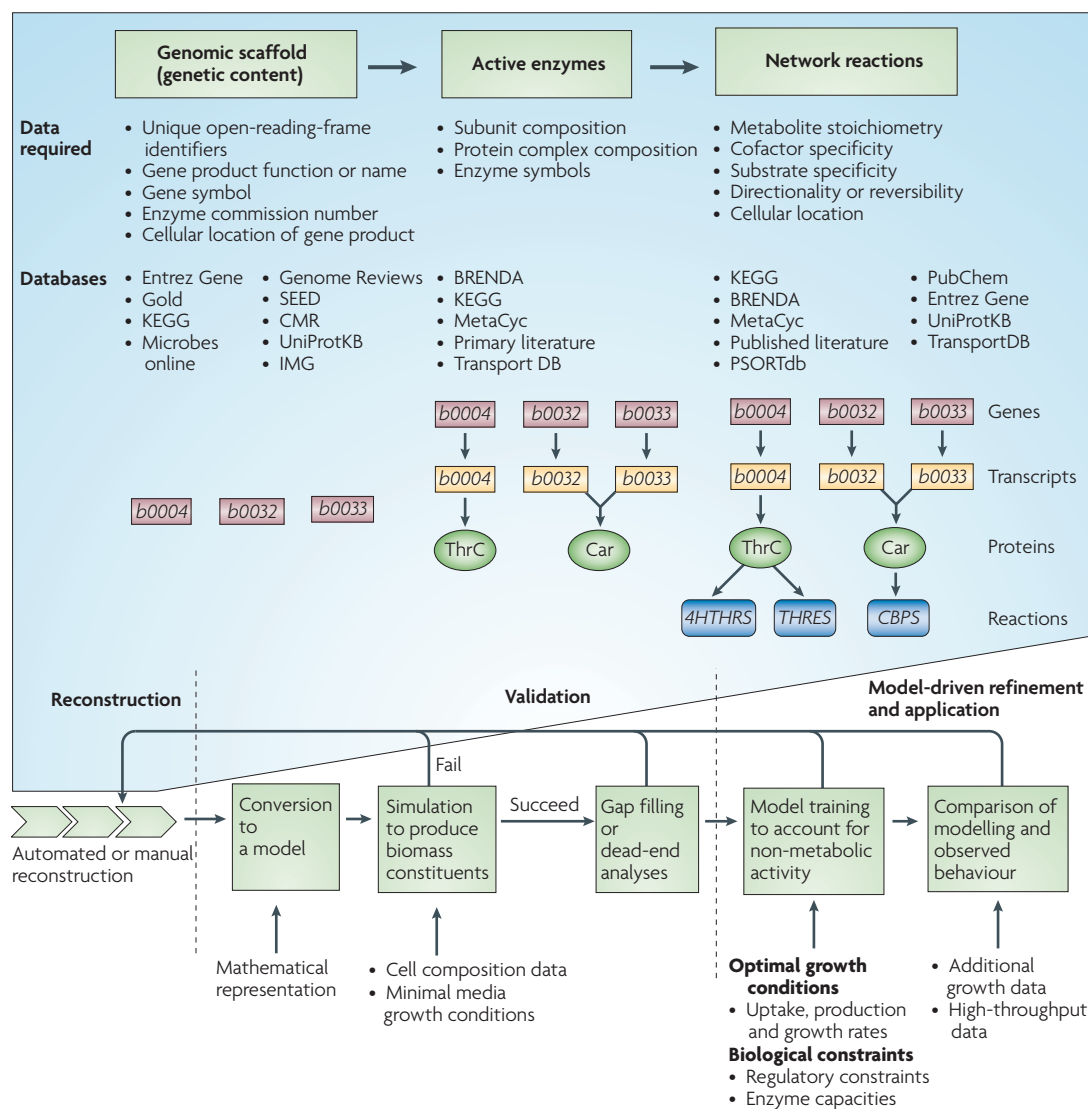 Genomic scaffold
(genetic content)
Active enzymes
Network reactions
Data
required
• Unique open-reading-frame
identifiers
• Gene product function or name
• Gene symbol
• Enzyme commission number
• Cellular location of gene product
• Subunit composition
• Protein complex composition
• Enzyme symbols
• Metabolite stoichiometry
• Cofactor specificity
• Substrate specificity
• Directionality or reversibility
• Cellular location
Databases
• Entrez Gene
• Gold
• KEGG
• Microbes
online
• Genome Reviews
• SEED
• CMR
• UniProtKB
• IMG
• BRENDA
• KEGG
• MetaCyc
• Primary literature
• Transport DB
• KEGG
• BRENDA
• MetaCyc
• Published literature
• PSORTdb
• PubChem
• Entrez Gene
• UniProtKB
• TransportDB
b0004 b0032 b0033
b0004 b0032 b0033
b0004 b0032 b0033
ThrC Car
b0004 b0032 b0033 Genes
b0004 b0032 b0033 Transcripts
ThrC Car Proteins
4HTHRS THRES CBPS Reactions
Reconstruction
Validation
Model-driven refinement
and application
Fail
Succeed
Automated or manual
reconstruction
Conversion
to
a model
Simulation
to produce
biomass
constituents
Gap filling
or
dead-end
analyses
Model training
to account for
non-metabolic
activity
Comparison of
modelling and
observed
behaviour
Mathematical
representation
• Cell composition data
• Minimal media
growth conditions
Optimal growth
conditions
• Uptake, production
and growth rates
Biological constraints
• Regulatory constraints
• Enzyme capacities
• Additional
growth data
• High-throughput
data